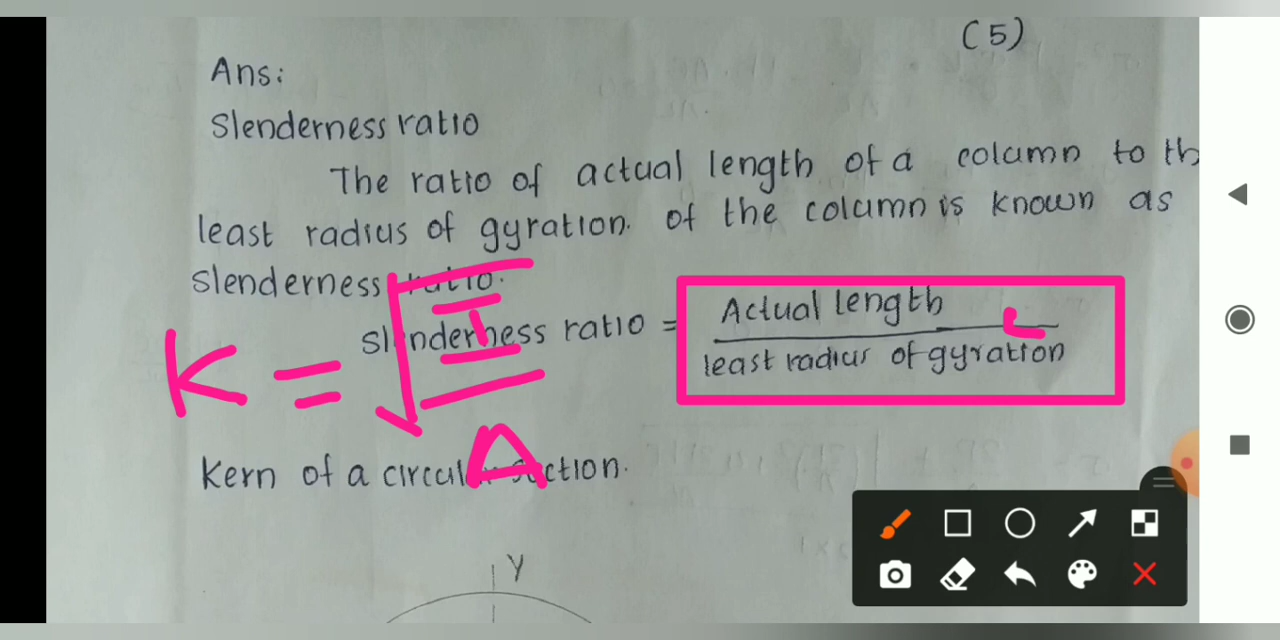 (5)
Ans:
Slenderness ratio
The ratio of actual length of a column to th
least radius of gyration. of the column is known as
slenderness ratio.
slenderness ratio = Actual length L
least radius of gyration
K = √ I
A
Kern of a circular section.
Y